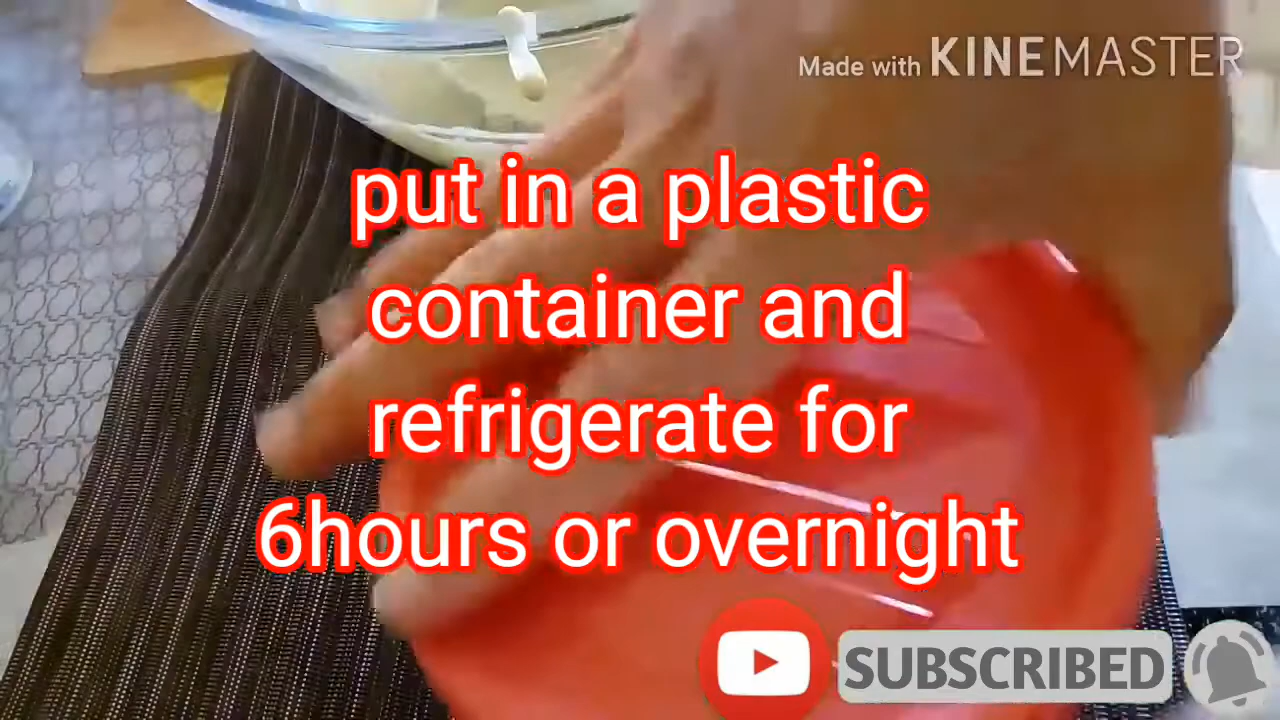 Made with KINEMASTER
put in a plastic
container and
refrigerate for
6hours or overnight
SUBSCRIBED